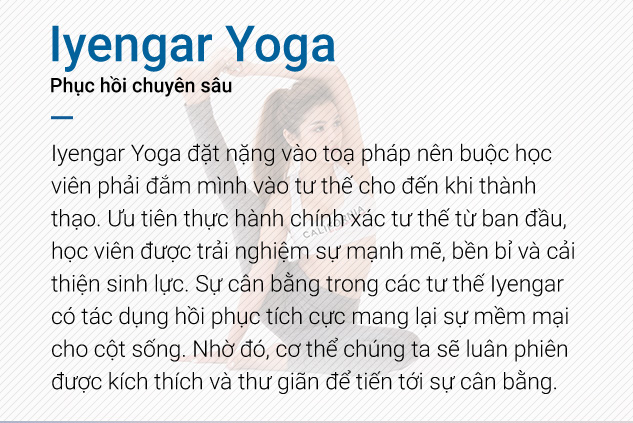 Iyengar Yoga
Phục hồi chuyên sâu
Iyengar Yoga đặt nặng vào toạ pháp nên buộc học
viên phải đắm mình vào tư thế cho đến khi thành
thạo. Ưu tiên thực hành chính xác tư thế từ ban đầu,
học viên được trải nghiệm sự mạnh mẽ, bền bỉ và cải
thiện sinh lực. Sự cân bằng trong các tư thế Iyengar
có tác dụng hồi phục tích cực mang lại sự mềm mại
cho cột sống. Nhờ đó, cơ thể chúng ta sẽ luân phiên
được kích thích và thư giãn để tiến tới sự cân bằng.
CALIFORNIA